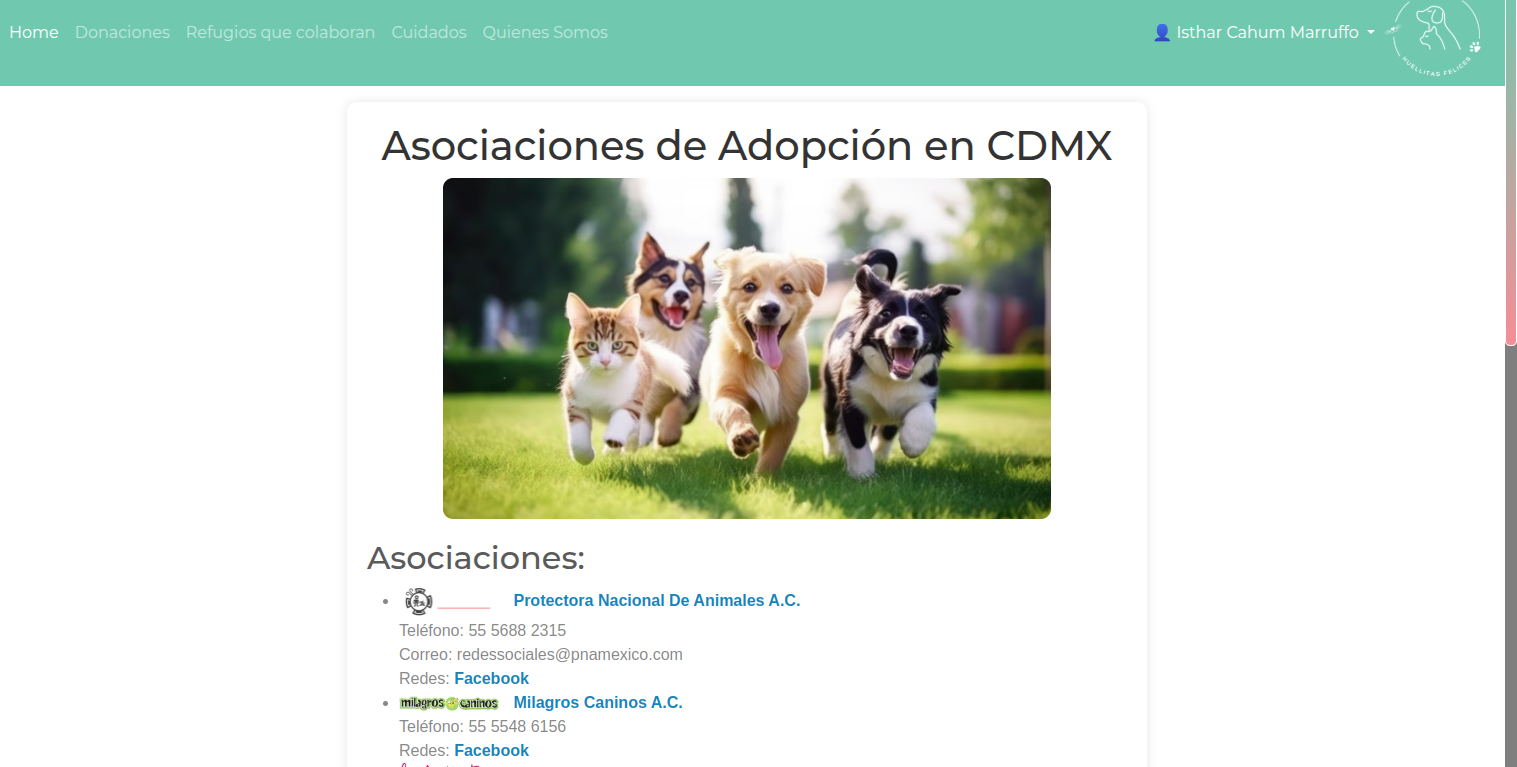 Home Donaciones Refugios que colaboran Cuidados Quienes Somos Isthar Cahum Marruffo
HUELLITAS FELICES
Asociaciones de Adopción en CDMX
Asociaciones:
Protectora Nacional De Animales A.C.
Teléfono: 55 5688 2315
Correo: redessociales@pnamexico.com
Redes: Facebook
milagros caninos Milagros Caninos A.C.
Teléfono: 55 5548 6156
Redes: Facebook